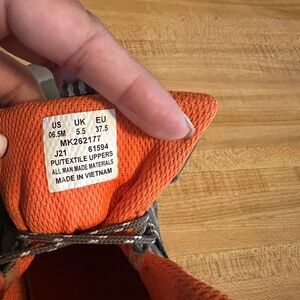 US UK EU
06.5M 5.5 37.5
MK262177
J21 61594
PU/TEXTILE UPPERS
ALL MAN MADE MATERIALS
MADE IN VIETNAM